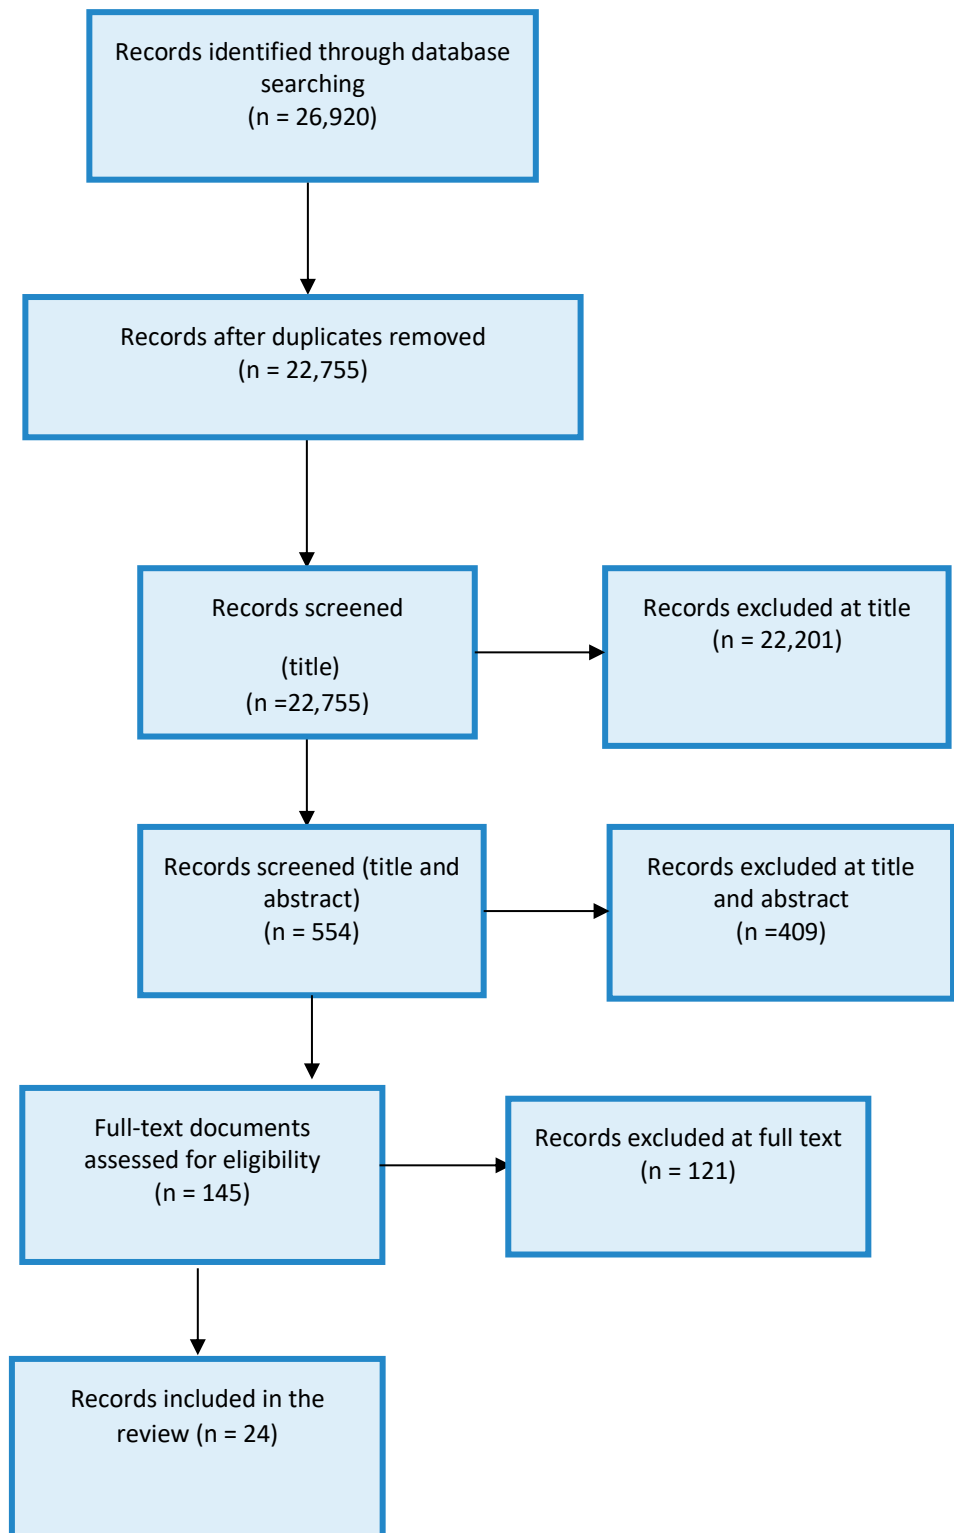 Records identified through database
searching
(n = 26,920)
Records after duplicates removed
(n = 22,755)
Records screened
(title)
(n =22,755)
Records excluded at title
(n = 22,201)
Records screened (title and
abstract)
(n = 554)
Records excluded at title
and abstract
(n =409)
Full-text documents
assessed for eligibility
(n = 145)
Records excluded at full text
(n = 121)
Records included in the
review (n = 24)